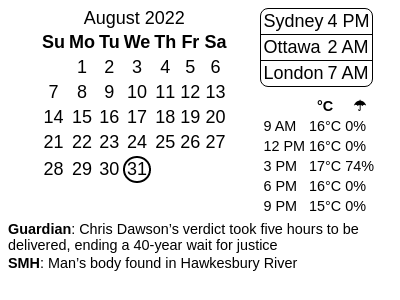 August 2022
Su Mo Tu We Th Fr Sa
1 2 3 4 5 6
7 8 9 10 11 12 13
14 15 16 17 18 19 20
21 22 23 24 25 26 27
28 29 30 31
Sydney 4 PM
Ottawa 2 AM
London 7 AM
°C ☂
9 AM 16°C 0%
12 PM 16°C 0%
3 PM 17°C 74%
6 PM 16°C 0%
9 PM 15°C 0%
Guardian: Chris Dawson’s verdict took five hours to be
delivered, ending a 40-year wait for justice
SMH: Man’s body found in Hawkesbury River